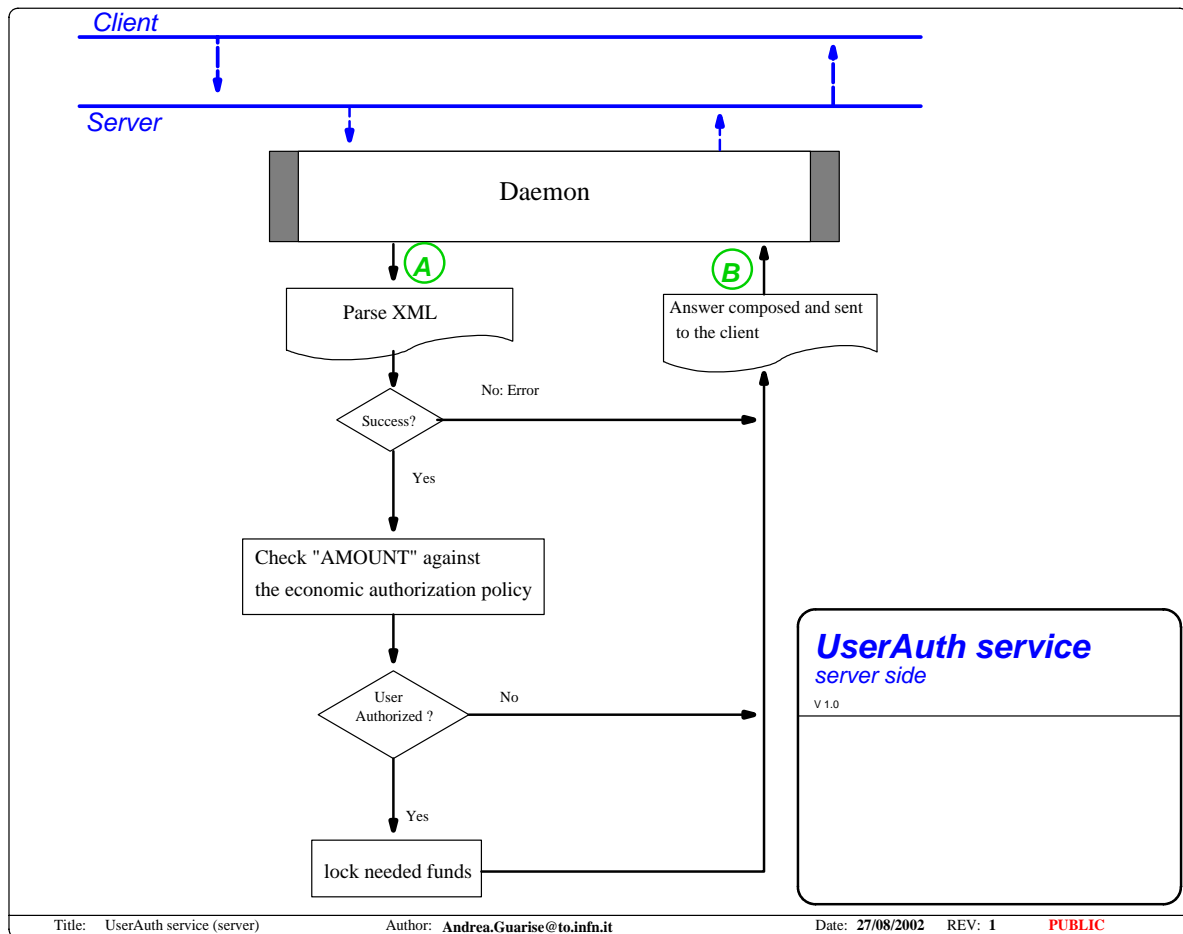 Client
Server
Daemon
A
B
Parse XML
Answer composed and sent
to the client
No: Error
Success?
Yes
Check "AMOUNT" against
the economic authorization policy
UserAuth service
server side
V 1.0
User
Authorized ?
No
Yes
lock needed funds
Title: UserAuth service (server) Author: Andrea.Guarise@to.infn.it Date: 27/08/2002 REV: 1 PUBLIC